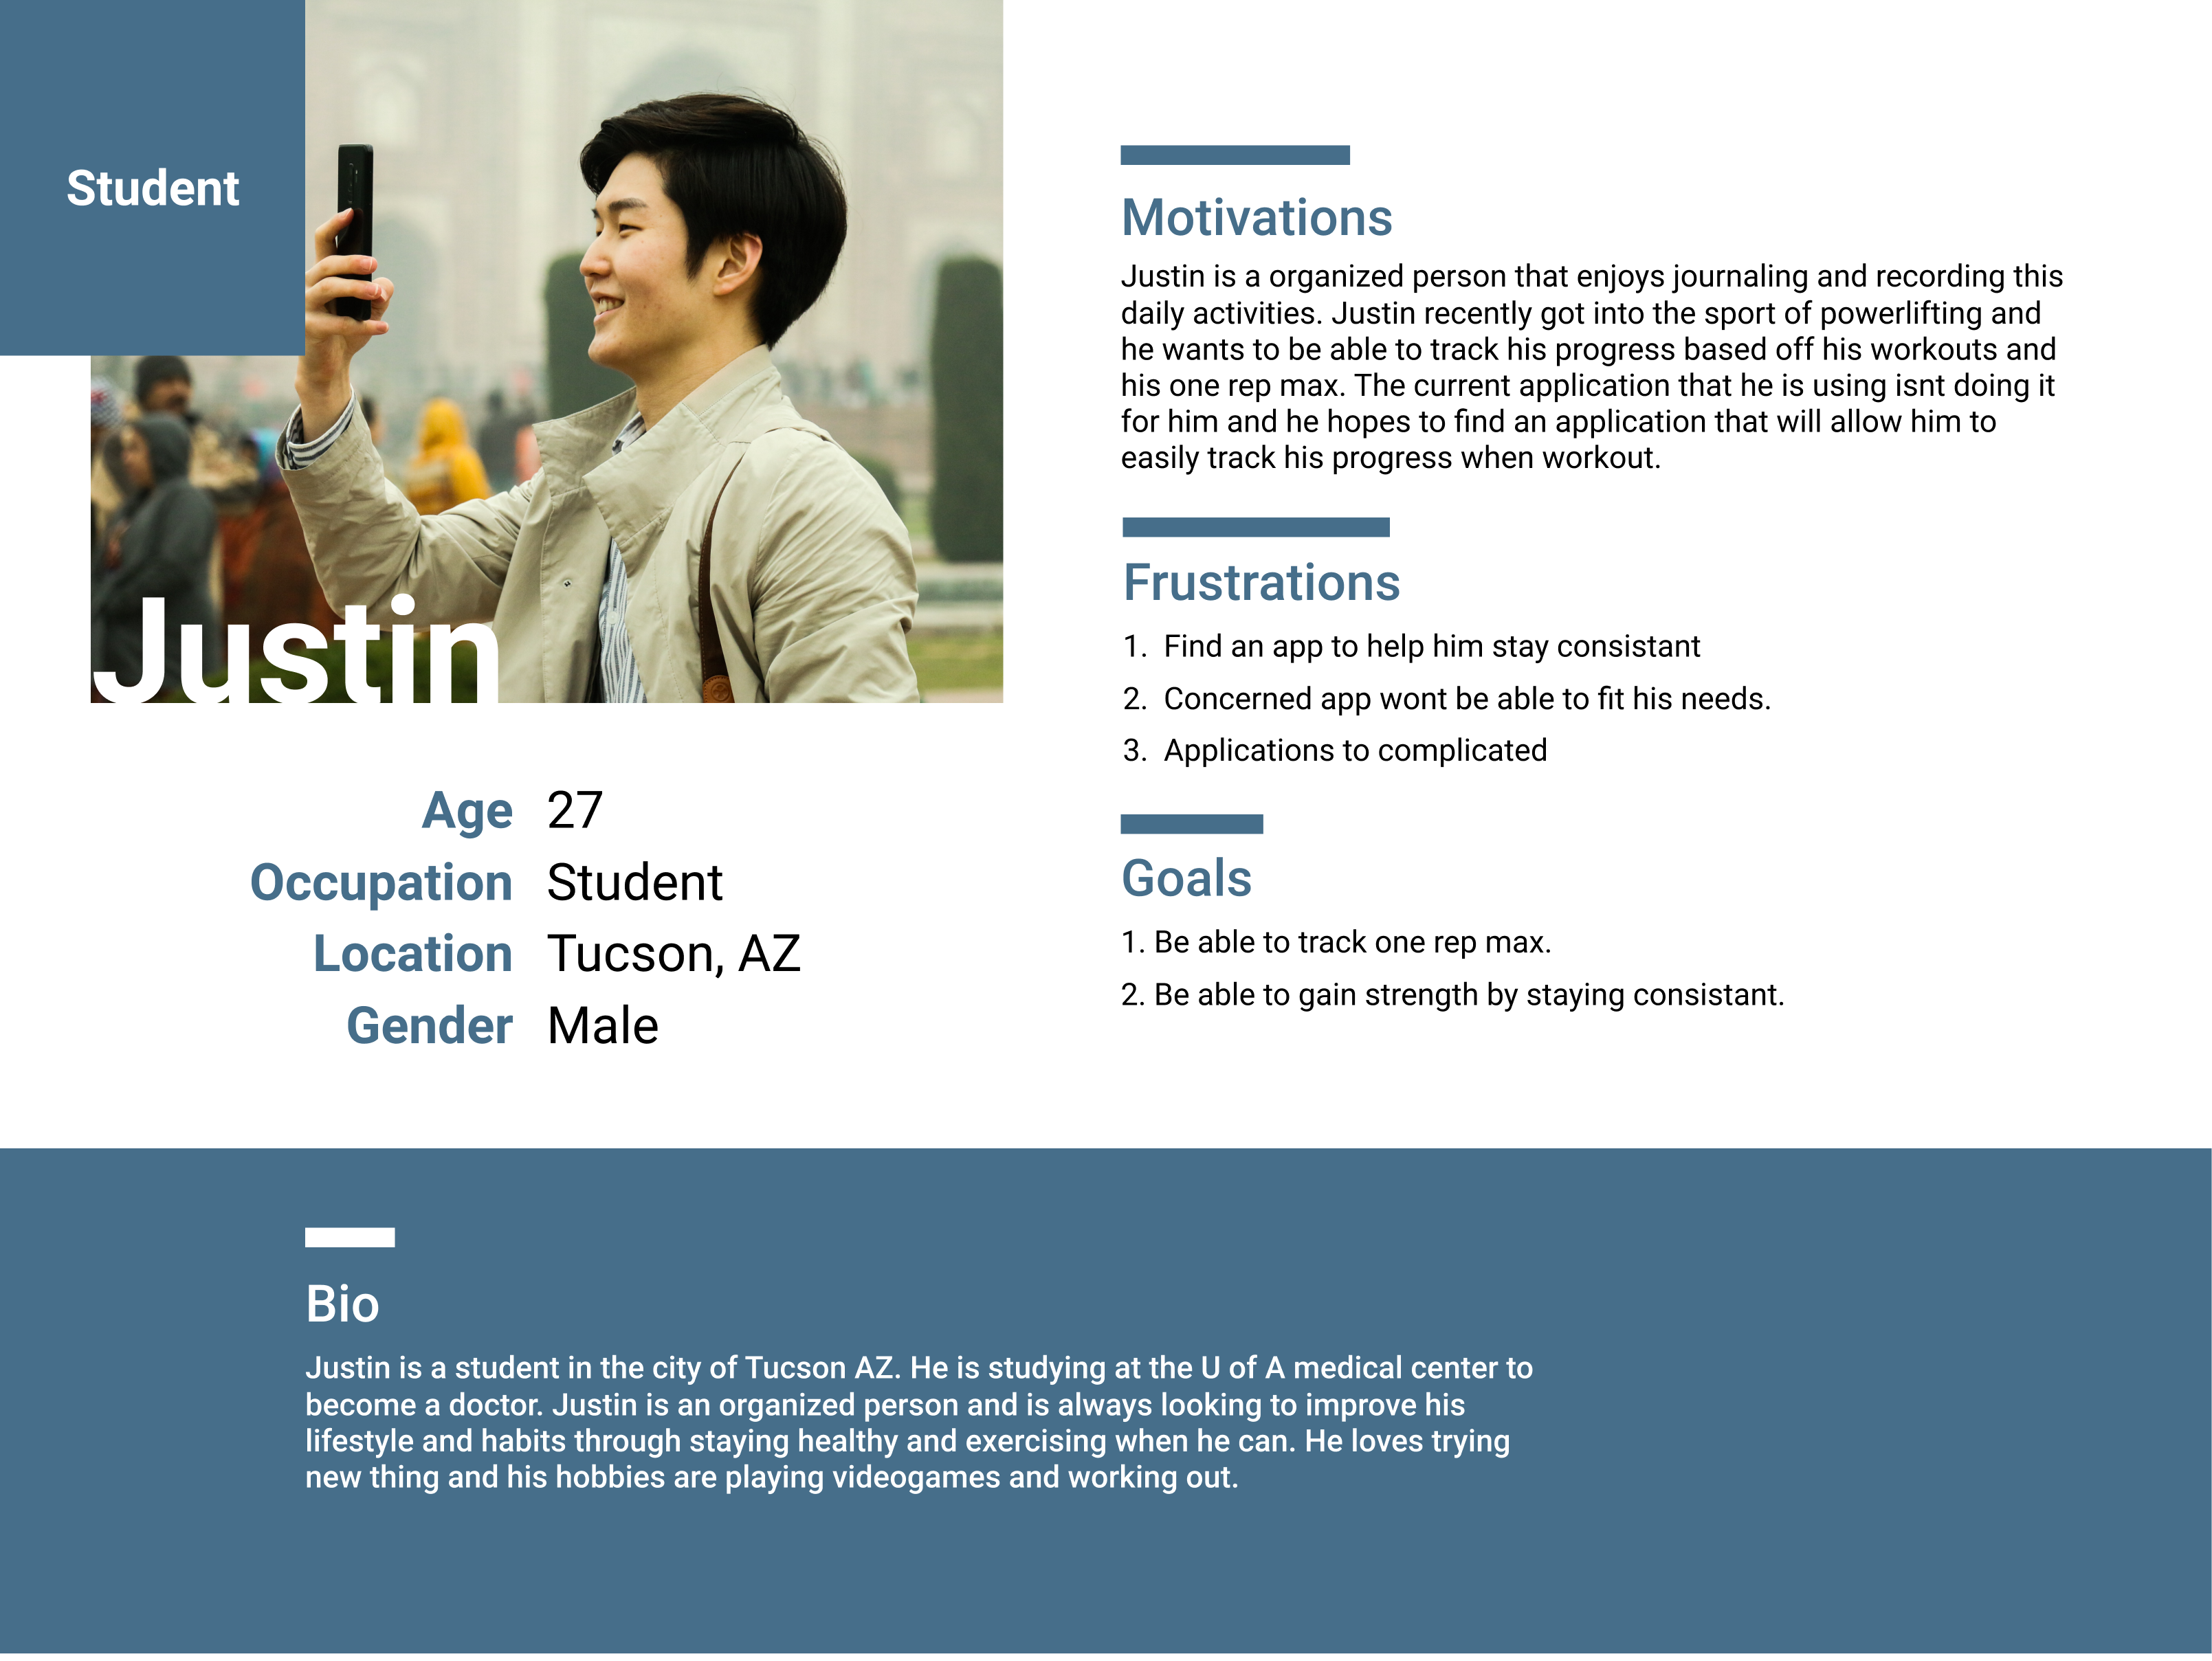 Student
Justin
Age 27
Occupation Student
Location Tucson, AZ
Gender Male
Motivations
Justin is a organized person that enjoys journaling and recording this
daily activities. Justin recently got into the sport of powerlifting and
he wants to be able to track his progress based off his workouts and
his one rep max. The current application that he is using isnt doing it
for him and he hopes to find an application that will allow him to
easily track his progress when workout.
Frustrations
1. Find an app to help him stay consistant
2. Concerned app wont be able to fit his needs.
3. Applications to complicated
Goals
1. Be able to track one rep max.
2. Be able to gain strength by staying consistant.
Bio
Justin is a student in the city of Tucson AZ. He is studying at the U of A medical center to
become a doctor. Justin is an organized person and is always looking to improve his
lifestyle and habits through staying healthy and exercising when he can. He loves trying
new thing and his hobbies are playing videogames and working out.